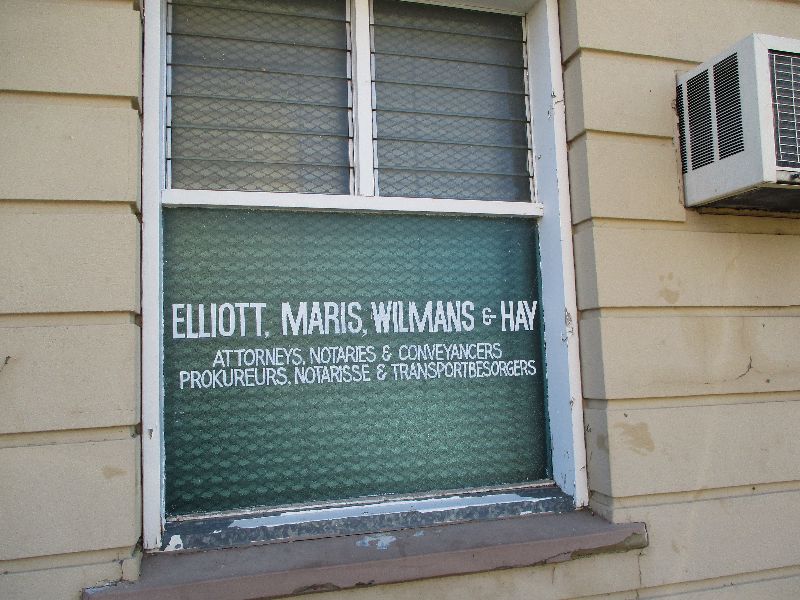 ELLIOTT, MARIS, WILMANS & HAY
ATTORNEYS, NOTARIES & CONVEYANCERS
PROKUREURS, NOTARISSE & TRANSPORTBESORGERS